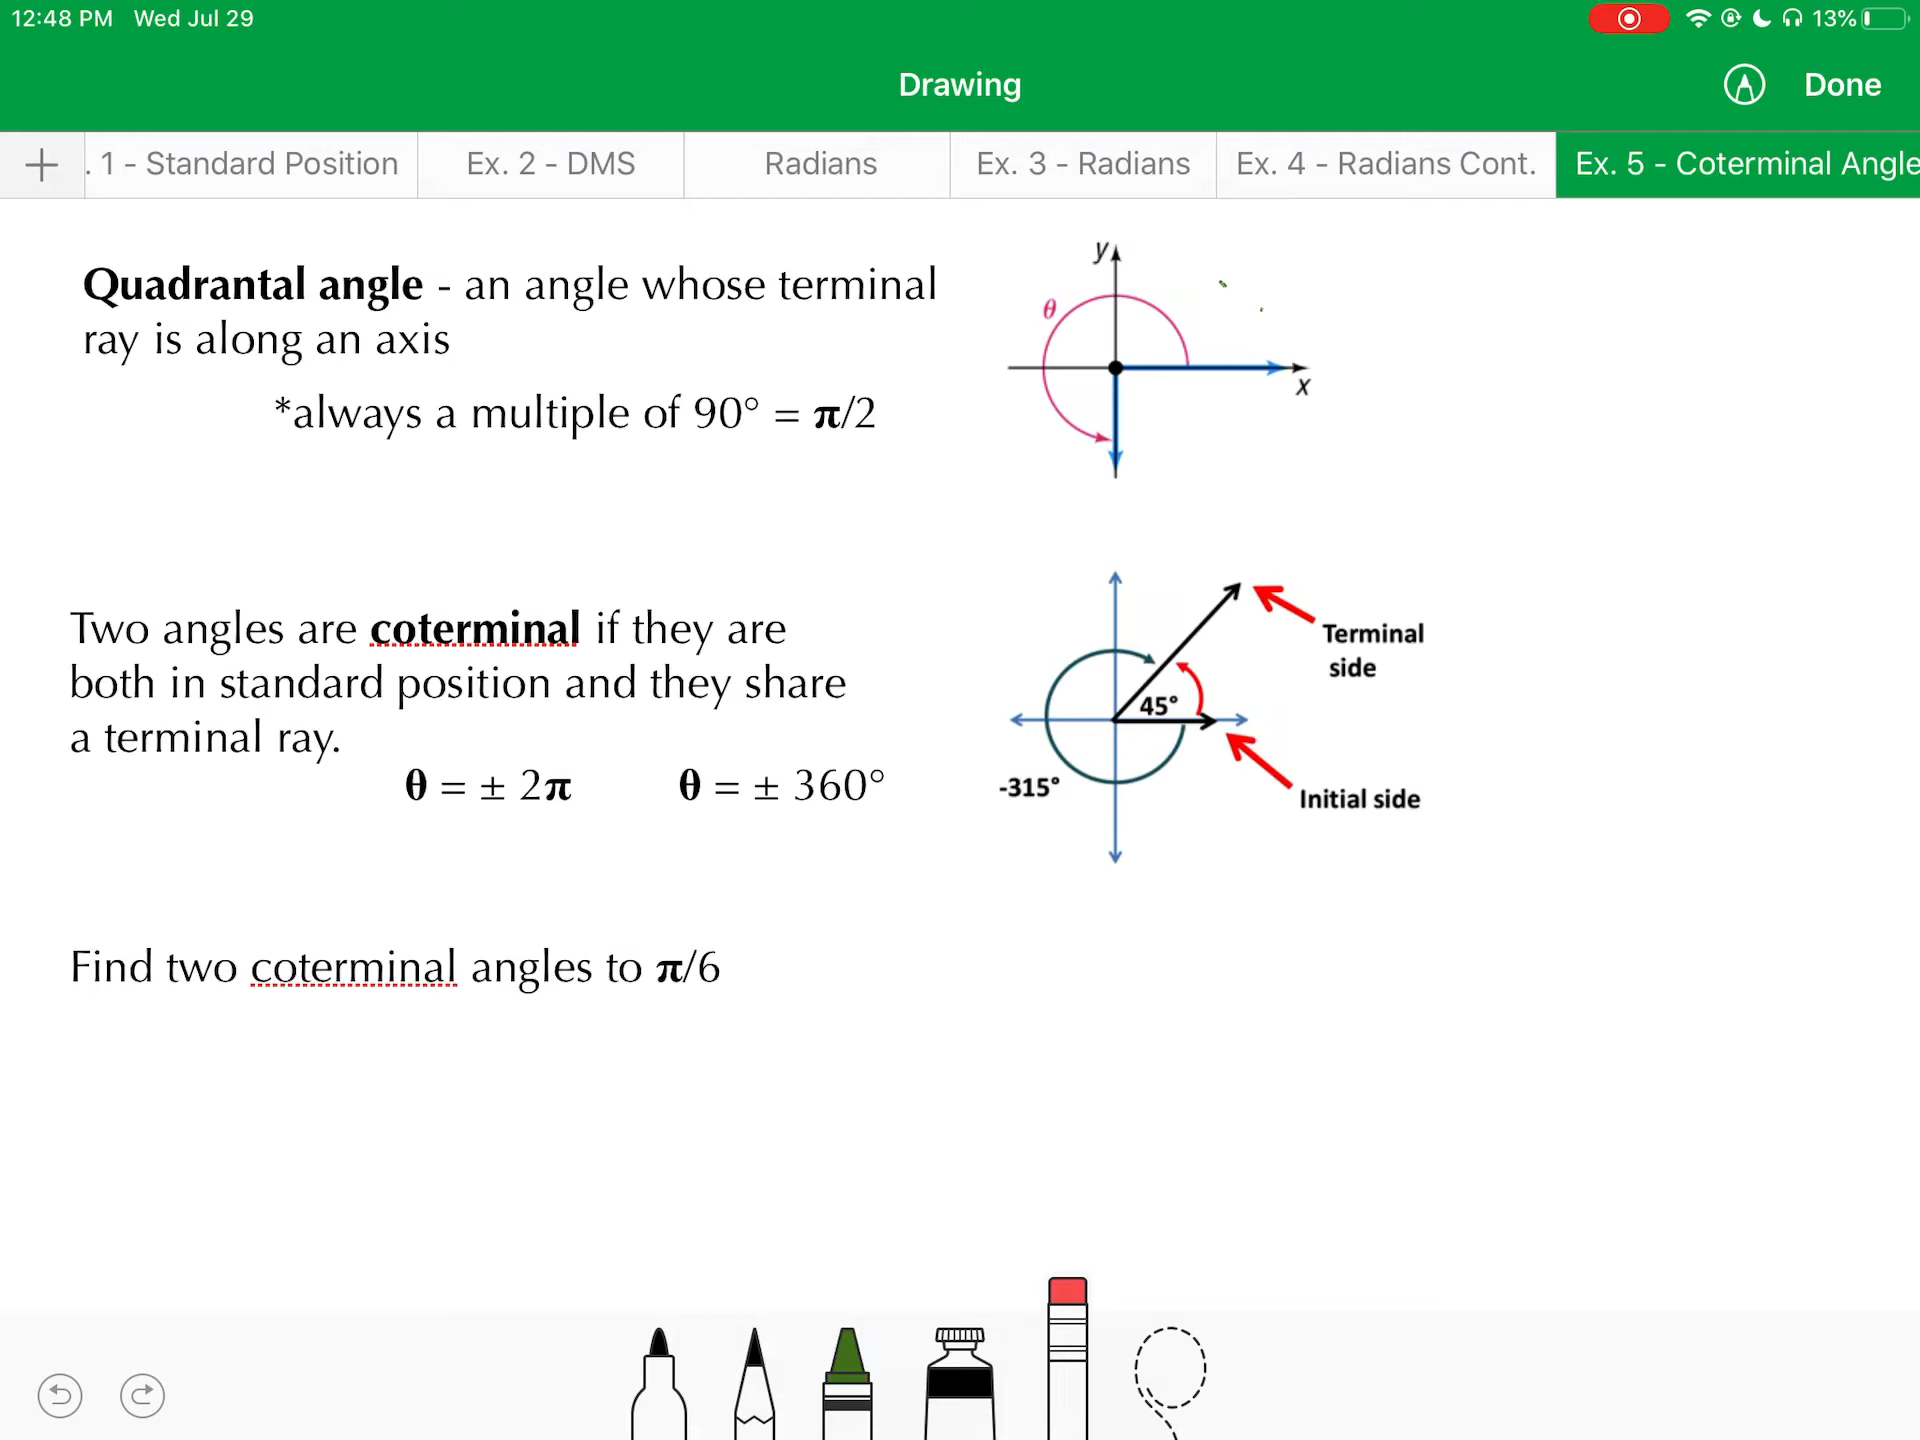 12:48 PM Wed Jul 29 13%
Drawing
Done
. 1 - Standard Position Ex. 2 - DMS Radians Ex. 3 - Radians Ex. 4 - Radians Cont. Ex. 5 - Coterminal Angle
Quadrantal angle - an angle whose terminal
ray is along an axis
*always a multiple of 90° = π/2
y
θ
x
Two angles are coterminal if they are
both in standard position and they share
a terminal ray.
θ = ± 2π θ = ± 360°
Terminal
side
45°
-315°
Initial side
Find two coterminal angles to π/6